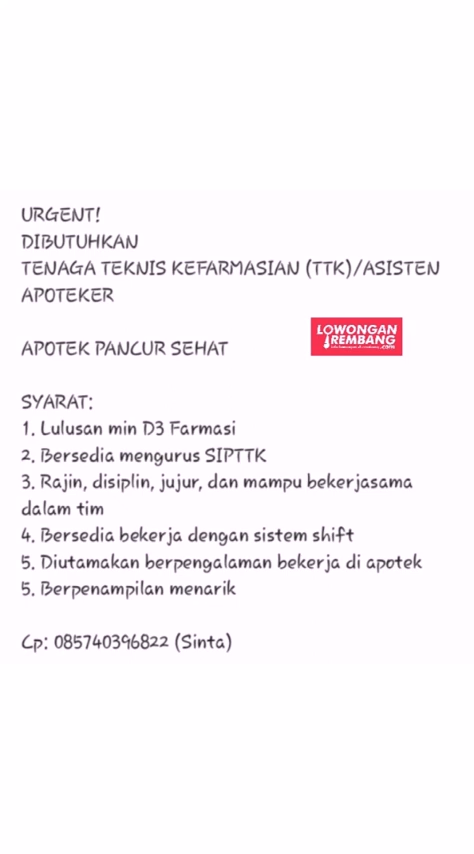 URGENT!
DIBUTUHKAN
TENAGA TEKNIS KEFARMASIAN (TTK)/ASISTEN
APOTEKER
LOWONGAN
REMBANG
APOTEK PANCUR SEHAT
SYARAT:
1. Lulusan min D3 Farmasi
2. Bersedia mengurus SIPTTK
3. Rajin, disiplin, jujur, dan mampu bekerjasama
dalam tim
4. Bersedia bekerja dengan sistem shift
5. Diutamakan berpengalaman bekerja di apotek
5. Berpenampilan menarik
Cp: 085740396822 (Sinta)